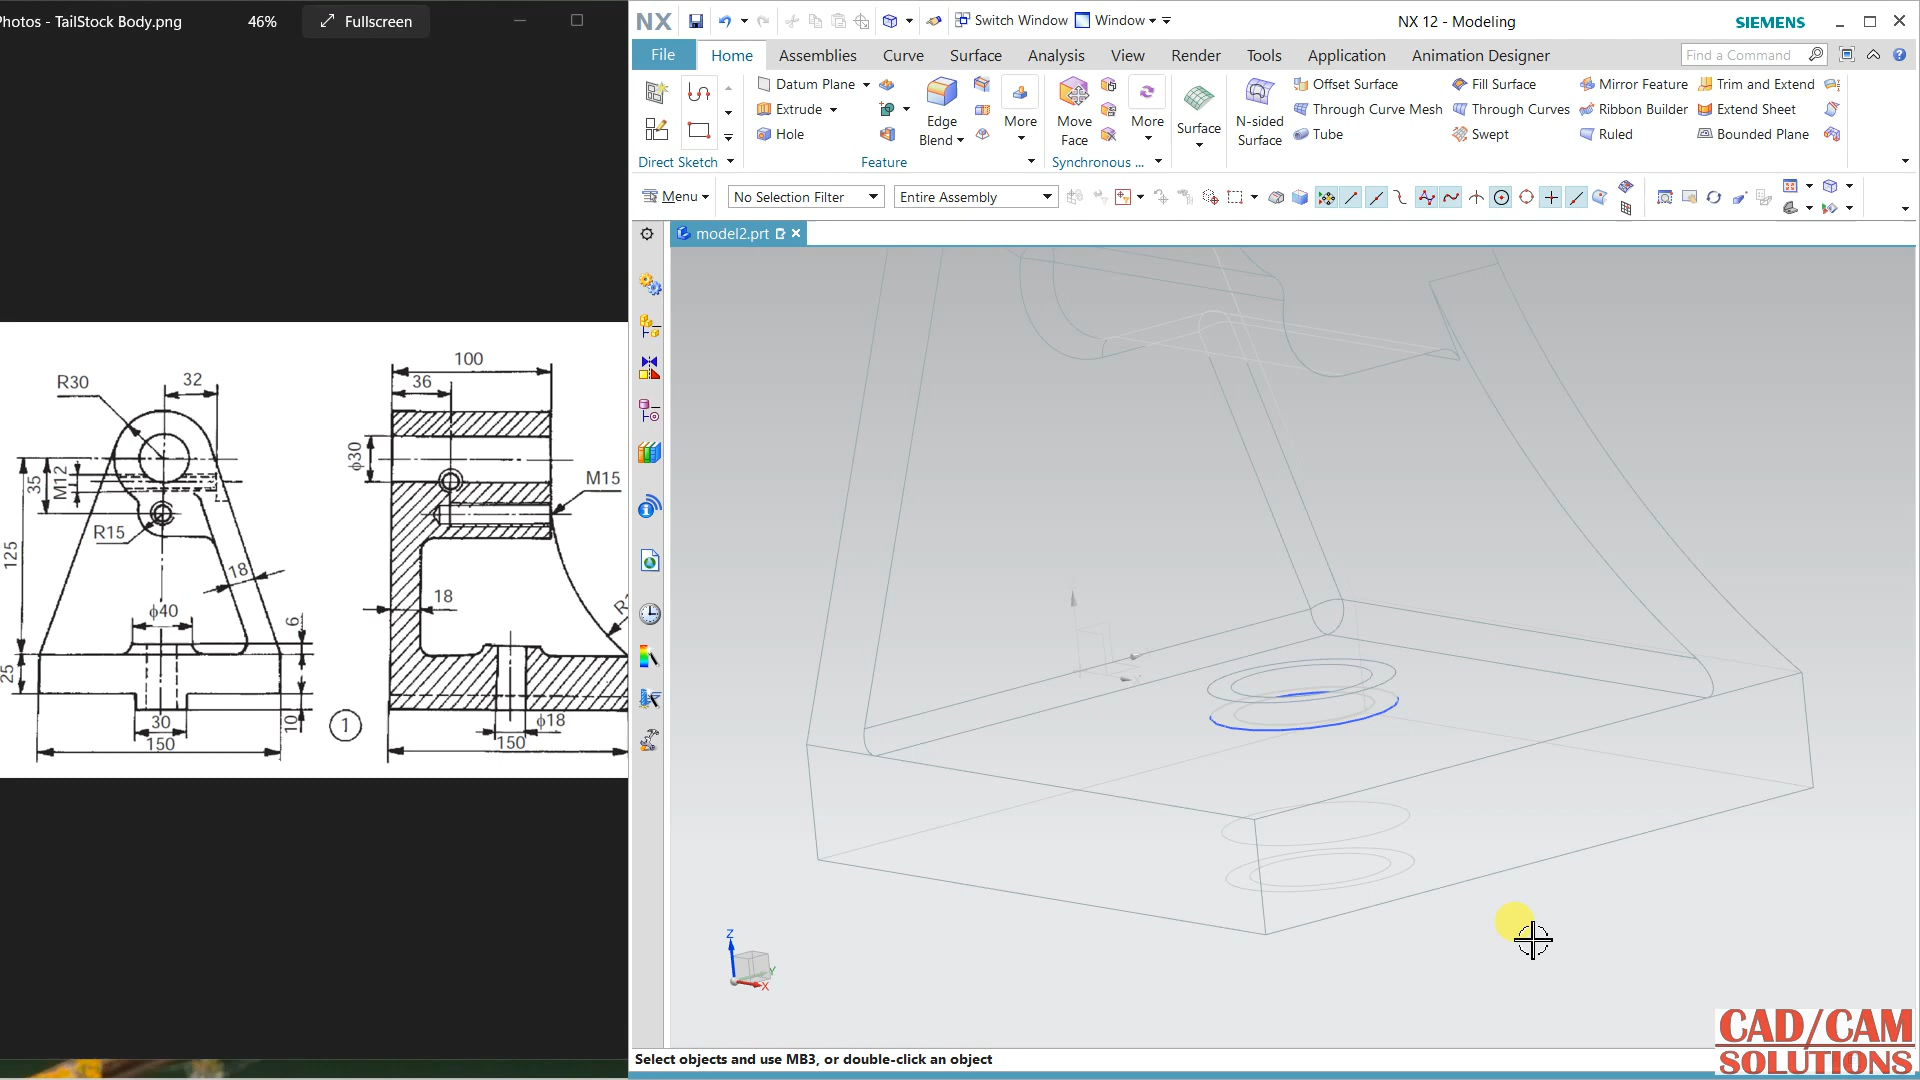 Photos - TailStock Body.png
46%
Fullscreen
R30
32
100
36
ϕ30
M15
35
M12
R15
125
18
18
ϕ40
6
25
30
10
1
ϕ18
150
150
NX
Switch Window
Window
NX 12 - Modeling
SIEMENS
File
Home
Assemblies
Curve
Surface
Analysis
View
Render
Tools
Application
Animation Designer
Find a Command
Datum Plane
Extrude
Hole
Edge
Blend
More
Move
Face
More
Surface
N-sided
Surface
Offset Surface
Through Curve Mesh
Tube
Fill Surface
Through Curves
Swept
Mirror Feature
Ribbon Builder
Ruled
Trim and Extend
Extend Sheet
Bounded Plane
Direct Sketch
Feature
Synchronous ...
Menu
No Selection Filter
Entire Assembly
model2.prt
Z
Y
X
Select objects and use MB3, or double-click an object
CAD/CAM
SOLUTIONS